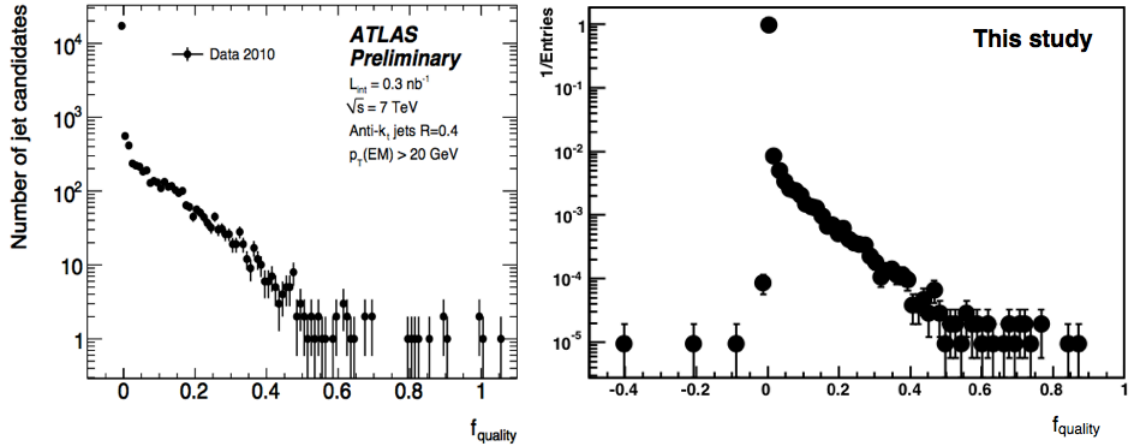 Number of jet candidates
10⁴
10³
10²
10
1
Data 2010
ATLAS
Preliminary
L_int = 0.3 nb⁻¹
√s = 7 TeV
Anti-k_t jets R=0.4
p_T(EM) > 20 GeV
0 0.2 0.4 0.6 0.8 1
f_quality
1/Entries
1
10⁻¹
10⁻²
10⁻³
10⁻⁴
10⁻⁵
This study
-0.4 -0.2 0 0.2 0.4 0.6 0.8 1
f_quality